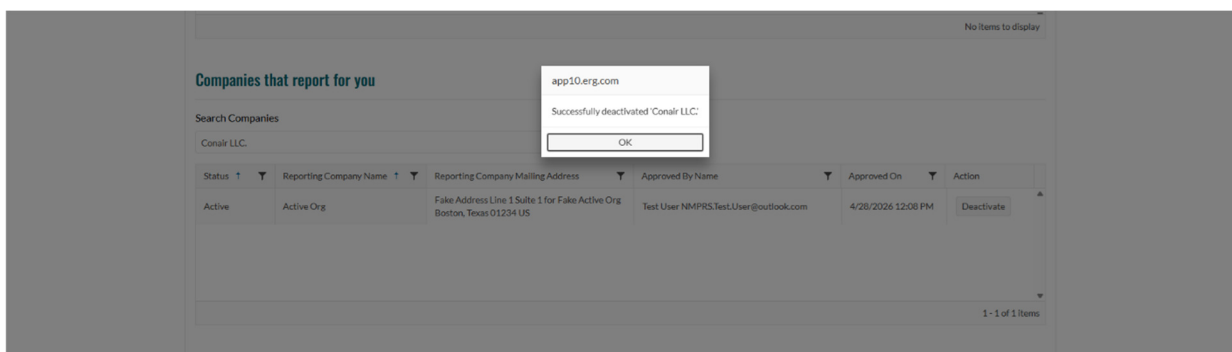 No items to display
Companies that report for you
app10.erg.com
Successfully deactivated 'Conair LLC.'
OK
Search Companies
Conair LLC.
Status Reporting Company Name Reporting Company Mailing Address Approved By Name Approved On Action
Active Active Org Fake Address Line 1 Suite 1 for Fake Active Org Test User NMPRS.Test.User@outlook.com 4/28/2026 12:08 PM Deactivate
Boston, Texas 01234 US
1 - 1 of 1 items